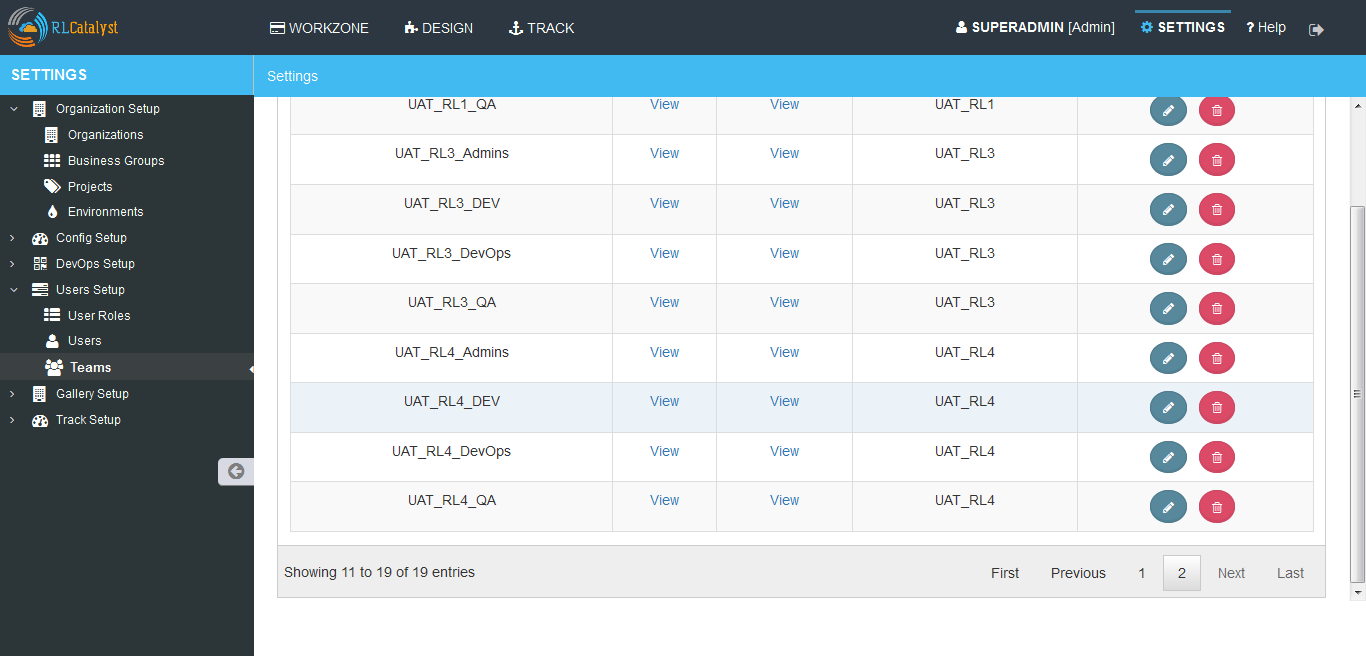 RLCatalyst WORKZONE DESIGN TRACK SUPERADMIN [Admin] SETTINGS ? Help
SETTINGS Settings
Organization Setup
Organizations
Business Groups
Projects
Environments
Config Setup
DevOps Setup
Users Setup
User Roles
Users
Teams
Gallery Setup
Track Setup
UAT_RL1_QA View View UAT_RL1
UAT_RL3_Admins View View UAT_RL3
UAT_RL3_DEV View View UAT_RL3
UAT_RL3_DevOps View View UAT_RL3
UAT_RL3_QA View View UAT_RL3
UAT_RL4_Admins View View UAT_RL4
UAT_RL4_DEV View View UAT_RL4
UAT_RL4_DevOps View View UAT_RL4
UAT_RL4_QA View View UAT_RL4
Showing 11 to 19 of 19 entries First Previous 1 2 Next Last